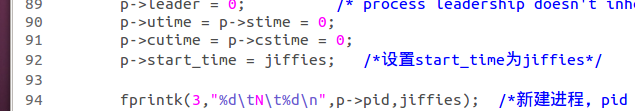 89 p->leader = 0; /* process leadership doesn't inh
90 p->utime = p->stime = 0;
91 p->cutime = p->cstime = 0;
92 p->start_time = jiffies; /*设置start_time为jiffies*/
93
94 fprintk(3,"%d\tN\t%d\n",p->pid,jiffies); /*新建进程，pid